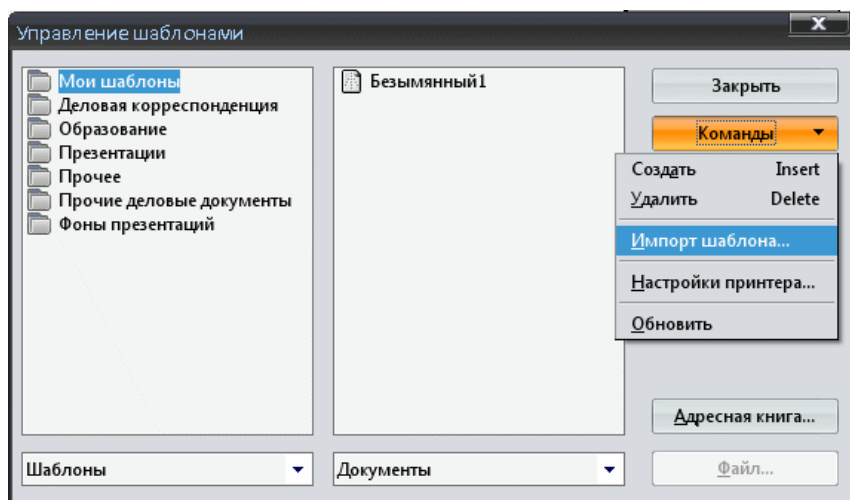 Управление шаблонами
X
Мои шаблоны
Деловая корреспонденция
Образование
Презентации
Прочее
Прочие деловые документы
Фоны презентаций
Шаблоны
Безымянный1
Документы
Закрыть
Команды
Создать Insert
Удалить Delete
Импорт шаблона...
Настройки принтера...
Обновить
Адресная книга...
Файл...